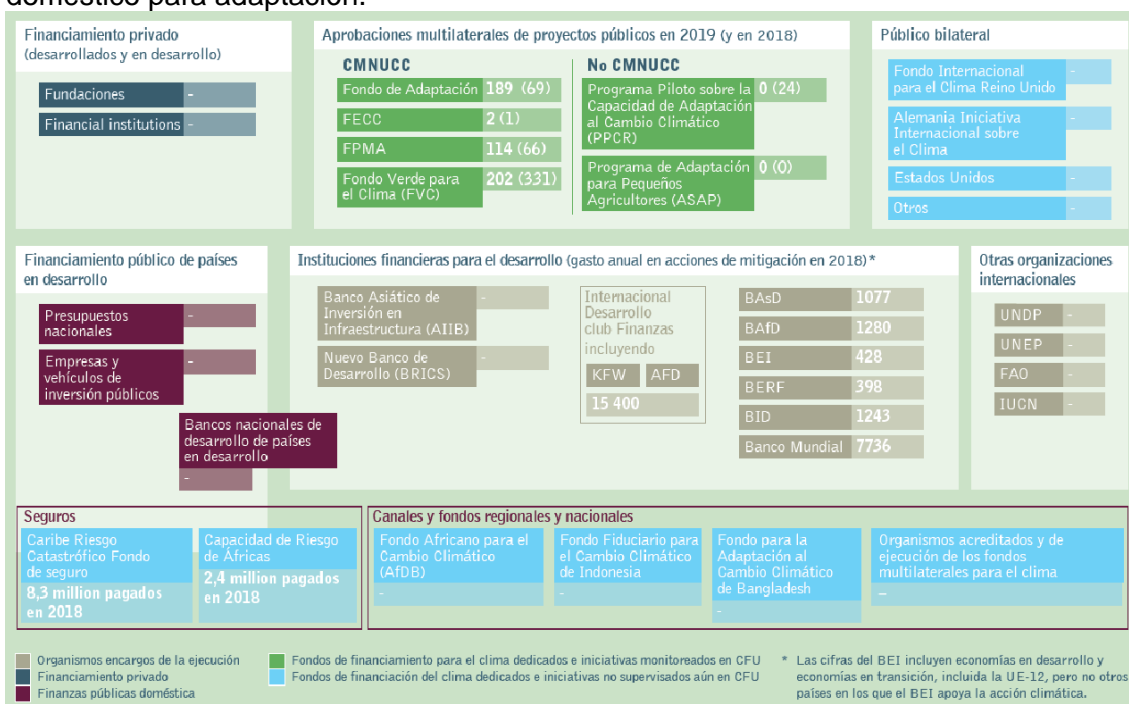 doméstico para adaptación.
Financiamiento privado
(desarrollados y en desarrollo)
Fundaciones -
Financial institutions -
Aprobaciones multilaterales de proyectos públicos en 2019 (y en 2018)
CMNUCC
Fondo de Adaptación 189 (69)
FECC 2 (1)
FPMA 114 (66)
Fondo Verde para 202 (331)
el Clima (FVC)
No CMNUCC
Programa Piloto sobre la 0 (24)
Capacidad de Adaptación
al Cambio Climático
(PPCR)
Programa de Adaptación 0 (0)
para Pequeños
Agricultores (ASAP)
Público bilateral
Fondo Internacional -
para el Clima Reino Unido
Alemania Iniciativa -
Internacional sobre
el Clima
Estados Unidos -
Otros -
Financiamiento público de países
en desarrollo
Presupuestos -
nacionales
Empresas y -
vehículos de
inversión públicos
Bancos nacionales de
desarrollo de países
en desarrollo
-
Instituciones financieras para el desarrollo (gasto anual en acciones de mitigación en 2018)*
Banco Asiático de -
Inversión en
Infraestructura (AIIB)
Nuevo Banco de -
Desarrollo (BRICS)
Internacional
Desarrollo
club Finanzas
incluyendo
KFW AFD
15 400
BAsD 1077
BAfD 1280
BEI 428
BERF 398
BID 1243
Banco Mundial 7736
Otras organizaciones
internacionales
UNDP -
UNEP -
FAO -
IUCN -
Seguros
Caribe Riesgo
Catastrófico Fondo
de seguro
8,3 million pagados
en 2018
Capacidad de Riesgo
de Áfricas
2,4 million pagados
en 2018
Canales y fondos regionales y nacionales
Fondo Africano para el
Cambio Climático
(AfDB)
-
Fondo Fiduciario para
el Cambio Climático
de Indonesia
-
Fondo para la
Adaptación al
Cambio Climático
de Bangladesh
-
Organismos acreditados y de
ejecución de los fondos
multilaterales para el clima
–
Organismos encargos de la ejecución
Financiamiento privado
Finanzas públicas doméstica
Fondos de financiamiento para el clima dedicados e iniciativas monitoreados en CFU
Fondos de financiación del clima dedicados e iniciativas no supervisados aún en CFU
* Las cifras del BEI incluyen economías en desarrollo y
economías en transición, incluida la UE-12, pero no otros
países en los que el BEI apoya la acción climática.